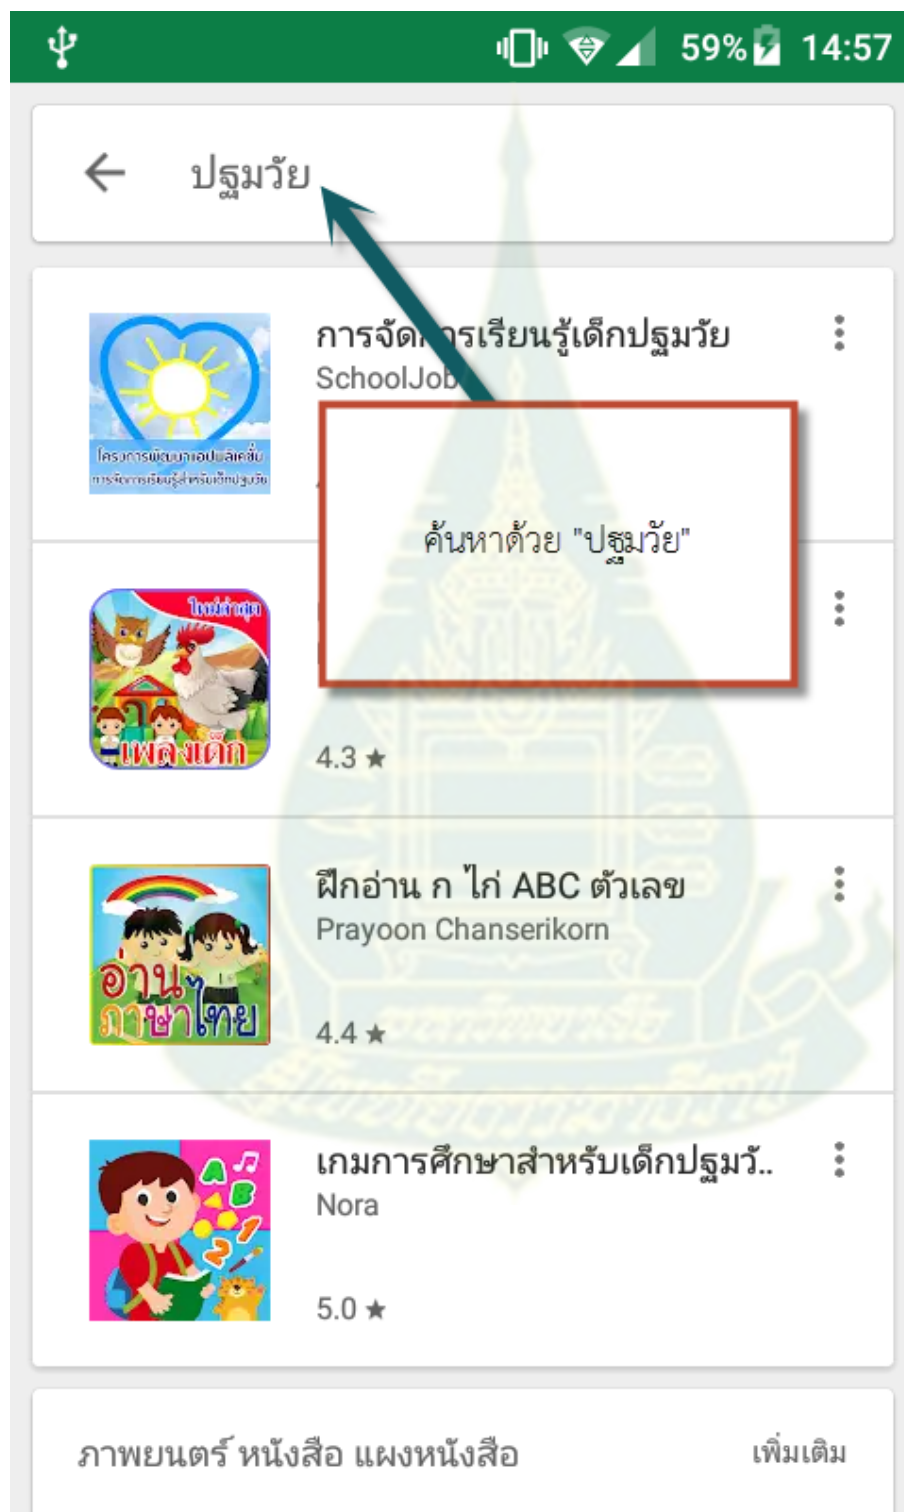 59% 14:57
ปฐมวัย
การจัดการเรียนรู้เด็กปฐมวัย
SchoolJob
โครงการพัฒนาแอปพลิเคชั่น
การจัดการเรียนรู้สำหรับเด็กปฐมวัย
ค้นหาด้วย "ปฐมวัย"
ใหม่ล่าสุด
เพลงเด็ก
4.3 ★
ฝึกอ่าน ก ไก่ ABC ตัวเลข
Prayoon Chanserikorn
อ่าน
ภาษาไทย
4.4 ★
เกมการศึกษาสำหรับเด็กปฐมวั..
Nora
A B 1 2
5.0 ★
ภาพยนตร์ หนังสือ แผงหนังสือ เพิ่มเติม